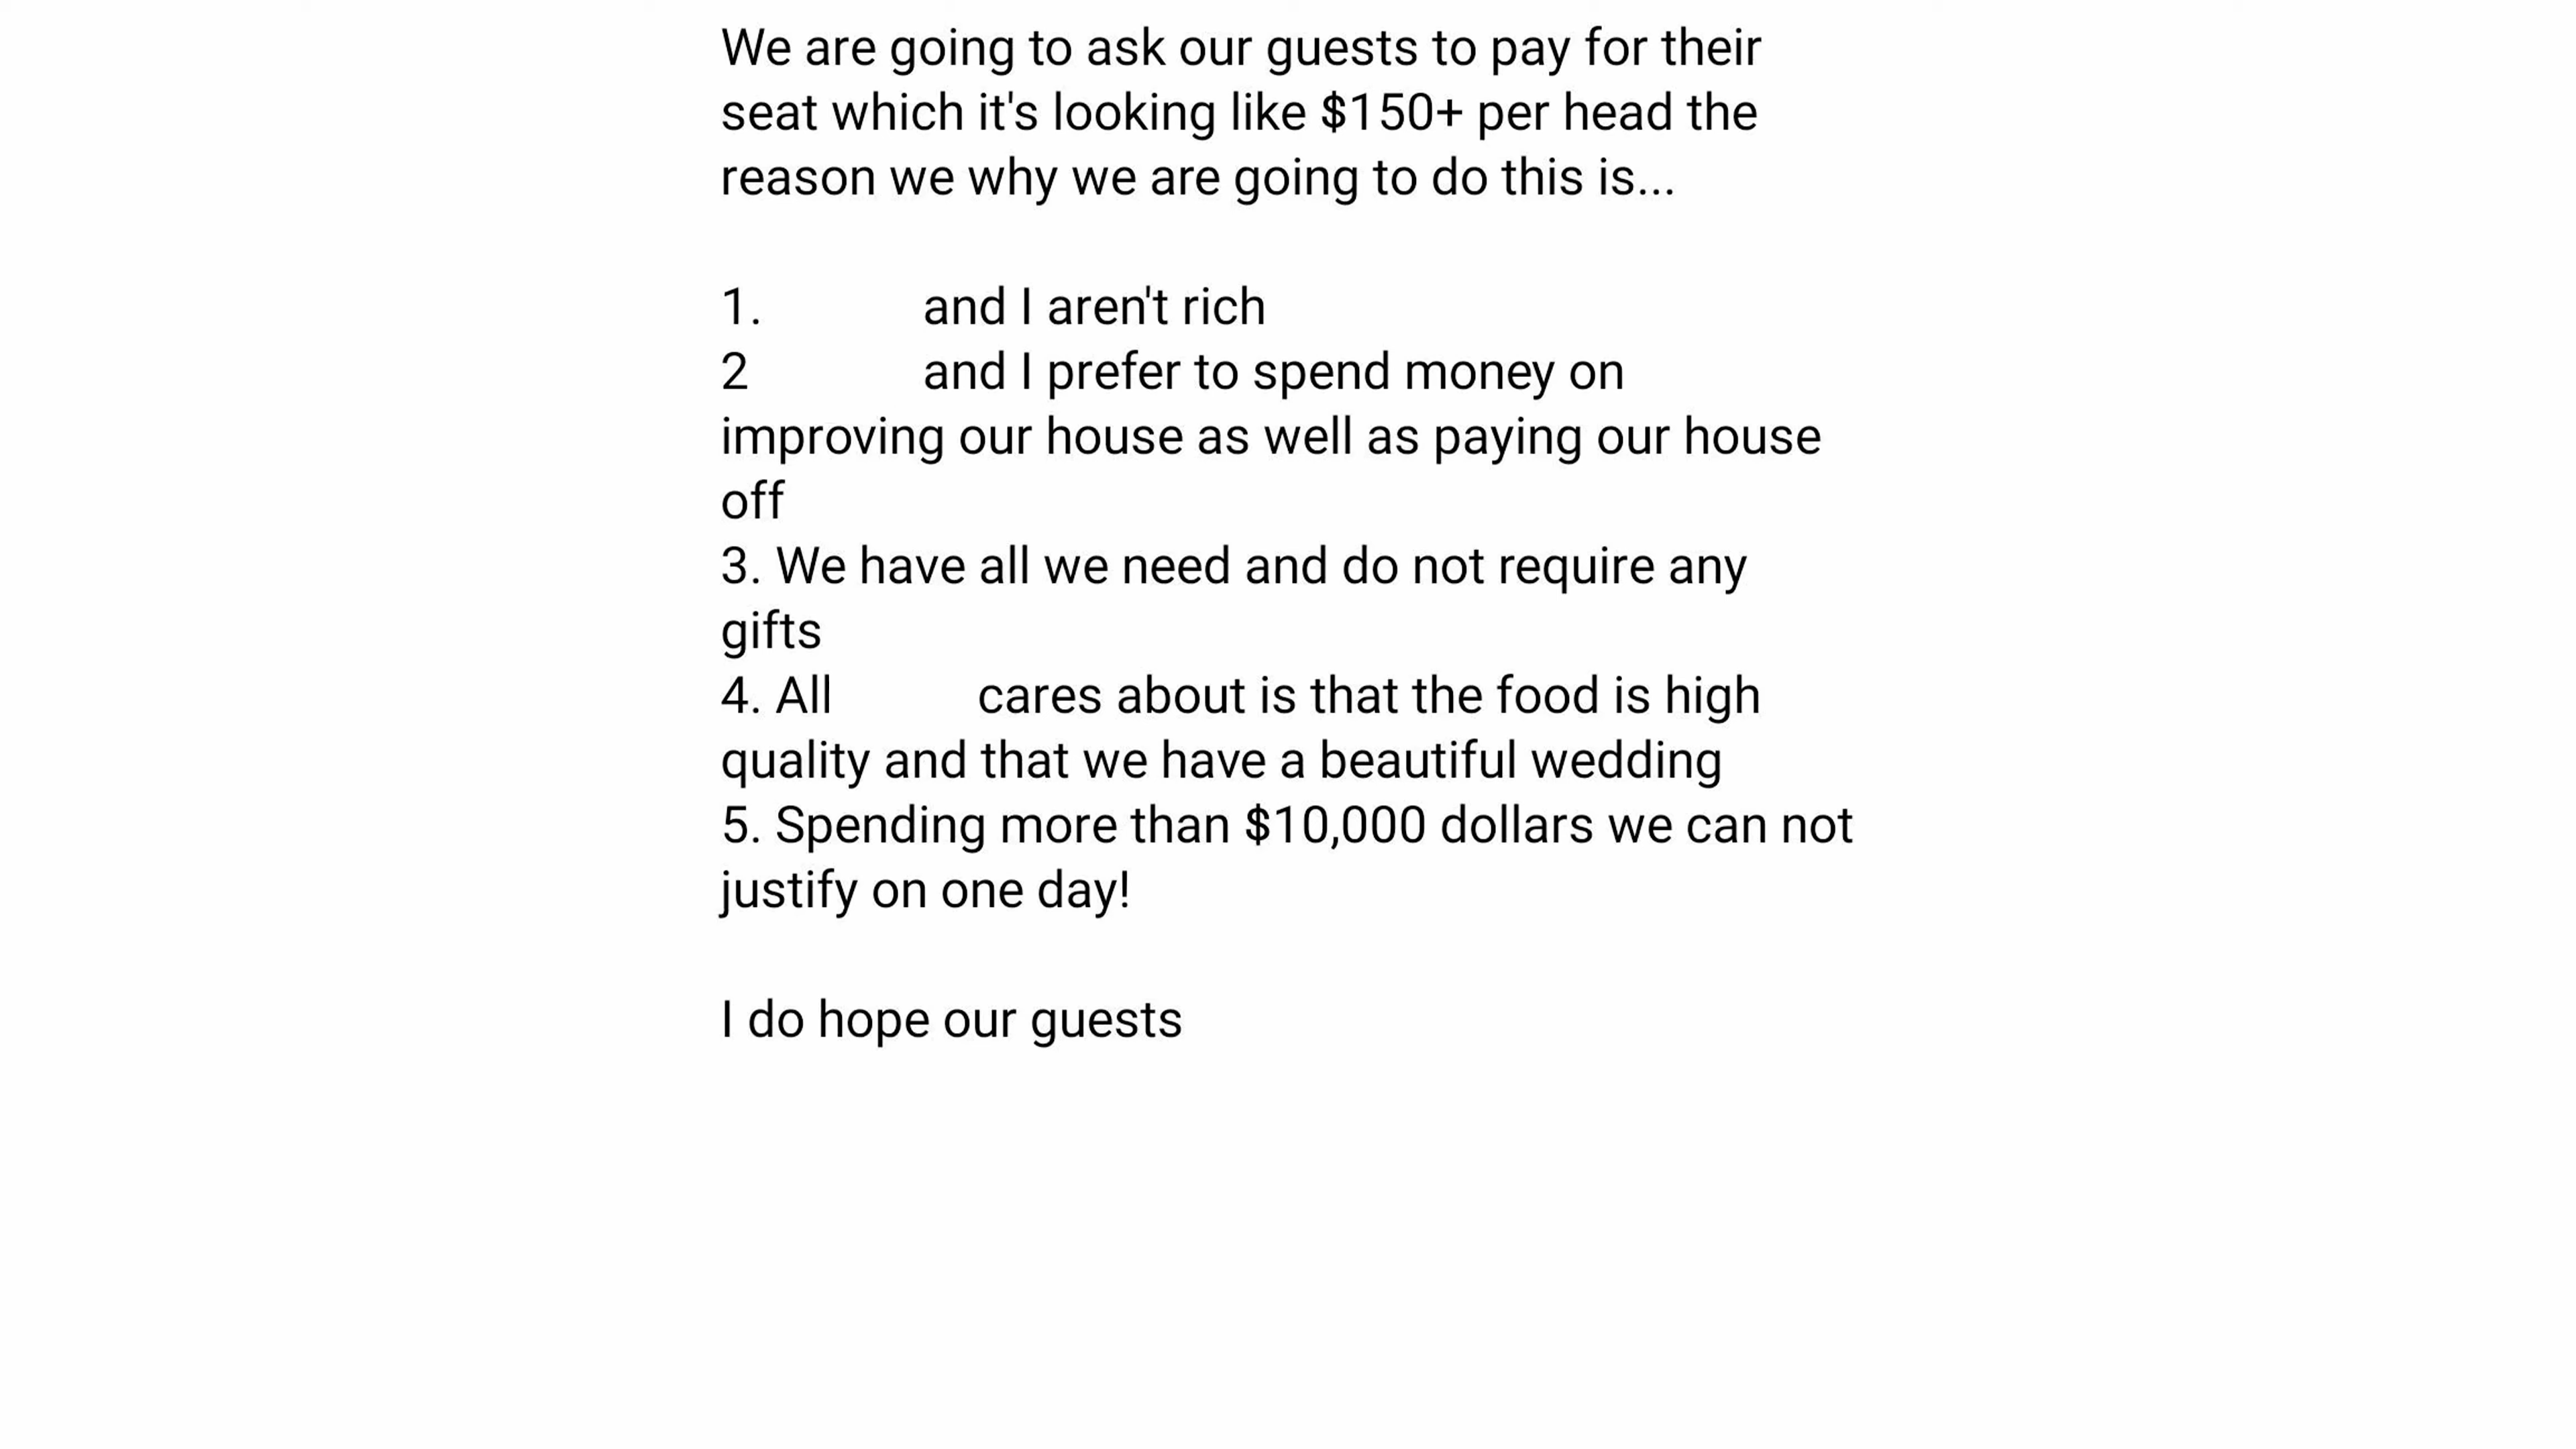 We are going to ask our guests to pay for their
seat which it's looking like $150+ per head the
reason we why we are going to do this is...
1. and I aren't rich
2 and I prefer to spend money on
improving our house as well as paying our house
off
3. We have all we need and do not require any
gifts
4. All cares about is that the food is high
quality and that we have a beautiful wedding
5. Spending more than $10,000 dollars we can not
justify on one day!
I do hope our guests